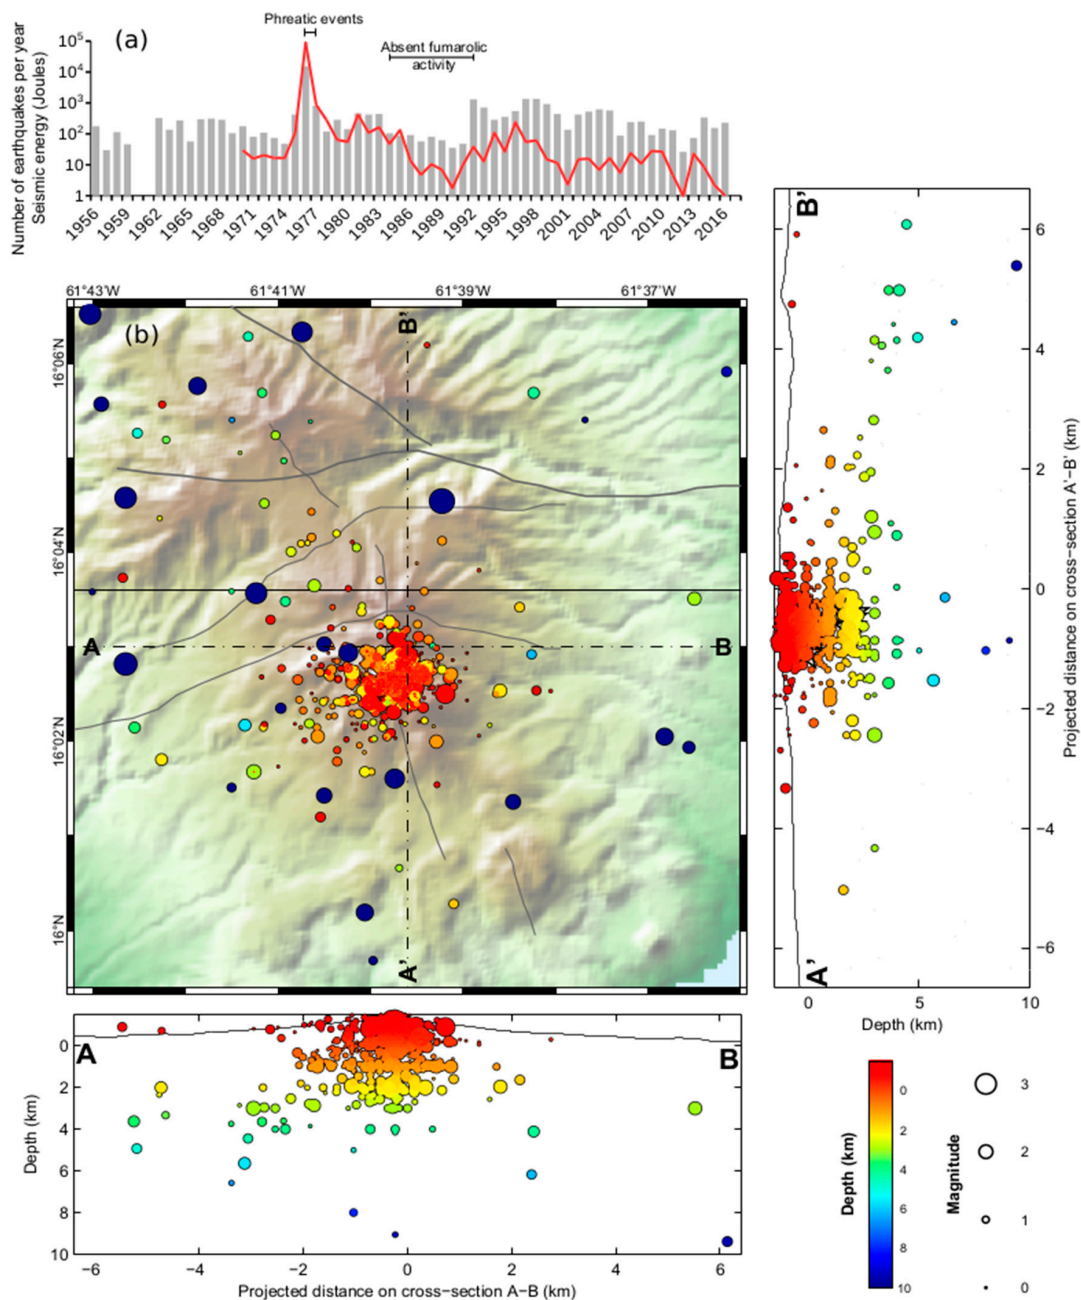 Phreatic events
(a)
Absent fumarolic
activity
Number of earthquakes per year
Seismic energy (Joules)
10⁵
10⁴
10³
10²
10
1
1956 1959 1962 1965 1968 1971 1974 1977 1980 1983 1986 1989 1992 1995 1998 2001 2004 2007 2010 2013 2016
61°43'W 61°41'W 61°39'W 61°37'W
(b)
B'
16°06'N
16°04'N
A B
16°02'N
16°N
A'
B'
6
4
2
0
−2
−4
−6
A'
Projected distance on cross−section A'−B' (km)
0 5 10
Depth (km)
A B
0
2
4
6
8
10
Depth (km)
−6 −4 −2 0 2 4 6
Projected distance on cross−section A−B (km)
Depth (km)
0
2
4
6
8
10
Magnitude
3
2
1
0